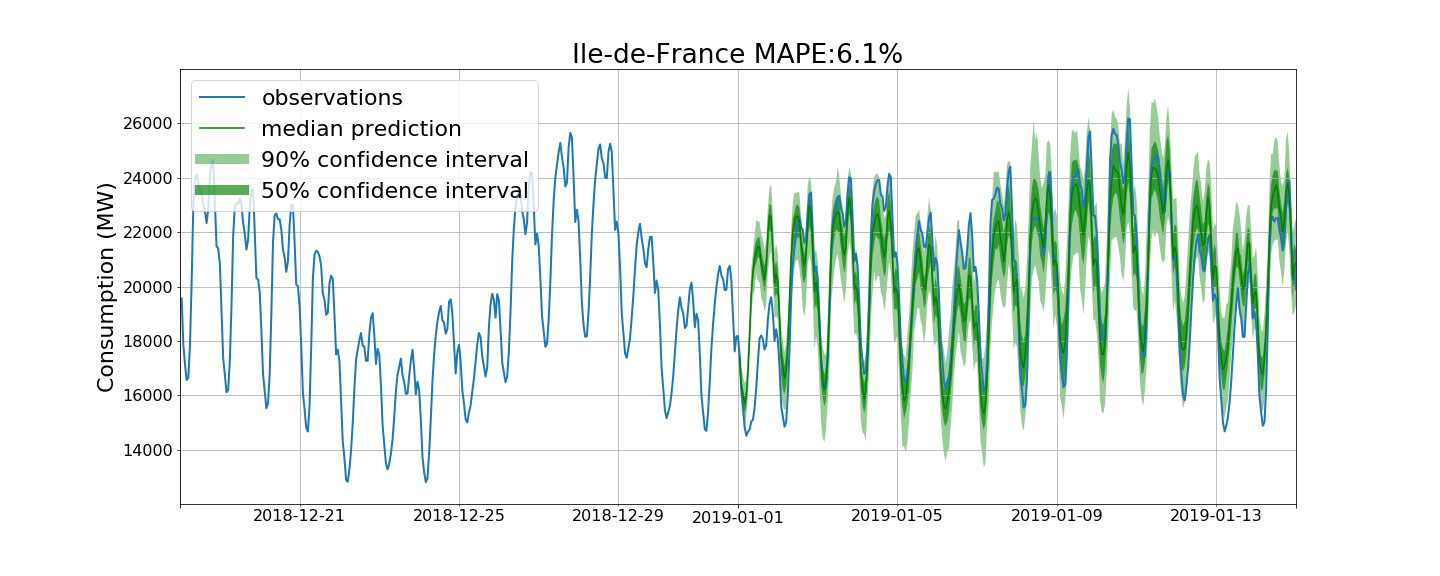 Ile-de-France MAPE:6.1%
observations
median prediction
90% confidence interval
50% confidence interval
Consumption (MW)
26000
24000
22000
20000
18000
16000
14000
2018-12-21 2018-12-25 2018-12-29 2019-01-01 2019-01-05 2019-01-09 2019-01-13